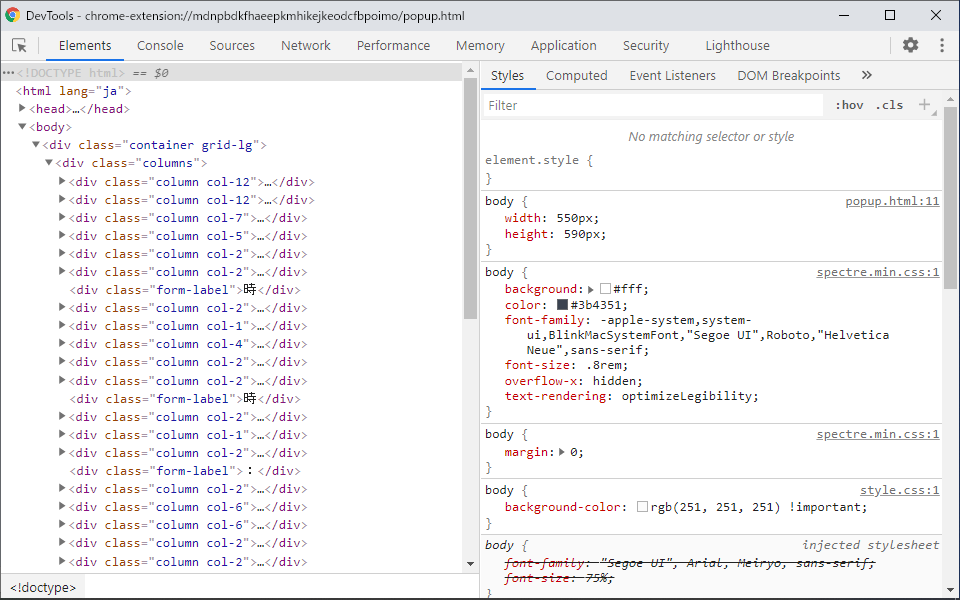 DevTools - chrome-extension://mdnpbdkfhaeepkmhikejkeodcfbpoimo/popup.html
Elements Console Sources Network Performance Memory Application Security Lighthouse
···<!DOCTYPE html> == $0
<html lang="ja">
<head>…</head>
<body>
<div class="container grid-lg">
<div class="columns">
<div class="column col-12">…</div>
<div class="column col-12">…</div>
<div class="column col-7">…</div>
<div class="column col-5">…</div>
<div class="column col-2">…</div>
<div class="column col-2">…</div>
<div class="form-label">時</div>
<div class="column col-2">…</div>
<div class="column col-1">…</div>
<div class="column col-4">…</div>
<div class="column col-2">…</div>
<div class="column col-2">…</div>
<div class="form-label">時</div>
<div class="column col-2">…</div>
<div class="column col-1">…</div>
<div class="column col-2">…</div>
<div class="form-label">：</div>
<div class="column col-2">…</div>
<div class="column col-6">…</div>
<div class="column col-6">…</div>
<div class="column col-2">…</div>
<div class="column col-2">…</div>
<!doctype>
Styles Computed Event Listeners DOM Breakpoints »
Filter :hov .cls +
No matching selector or style
element.style {
}
body { popup.html:11
width: 550px;
height: 590px;
}
body { spectre.min.css:1
background: #fff;
color: #3b4351;
font-family: -apple-system,system-
ui,BlinkMacSystemFont,"Segoe UI",Roboto,"Helvetica
Neue",sans-serif;
font-size: .8rem;
overflow-x: hidden;
text-rendering: optimizeLegibility;
}
body { spectre.min.css:1
margin: 0;
}
body { style.css:1
background-color: rgb(251, 251, 251) !important;
}
body { injected stylesheet
font-family: "Segoe UI", Arial, Meiryo, sans-serif;
font-size: 75%;
}